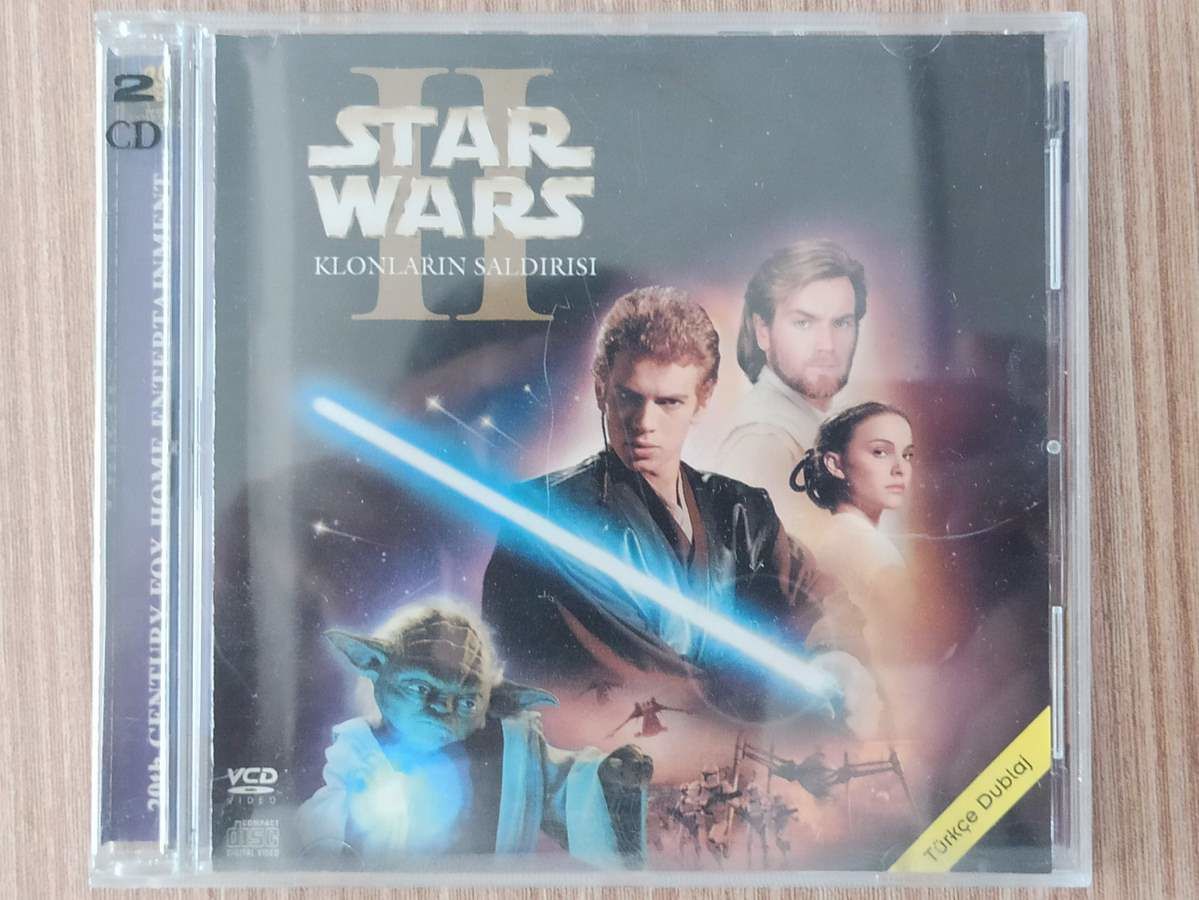 2
CD
20th CENTURY FOX HOME ENTERTAINMENT
II
STAR
WARS
KLONLARIN SALDIRISI
VCD
VIDEO
COMPACT
disc
DIGITAL VIDEO
Türkçe Dublaj